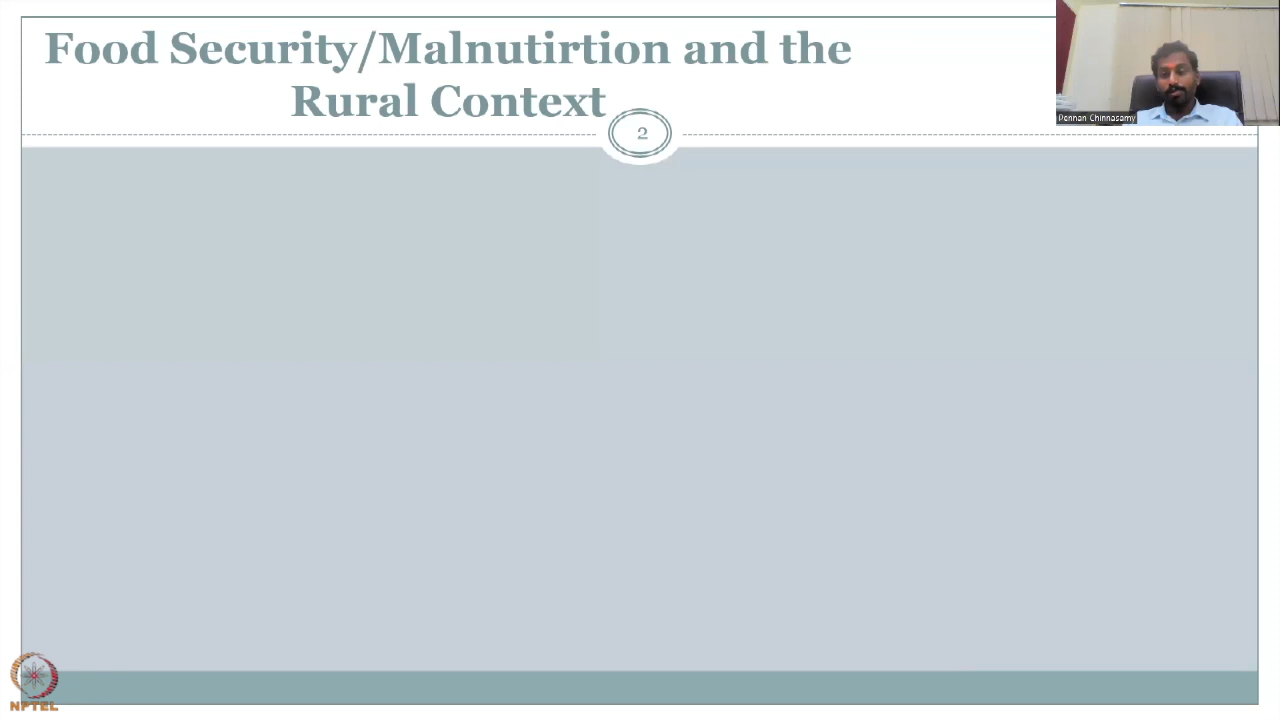 Food Security/Malnutirtion and the
Rural Context
2
Pennan Chinnasamy
NPTEL